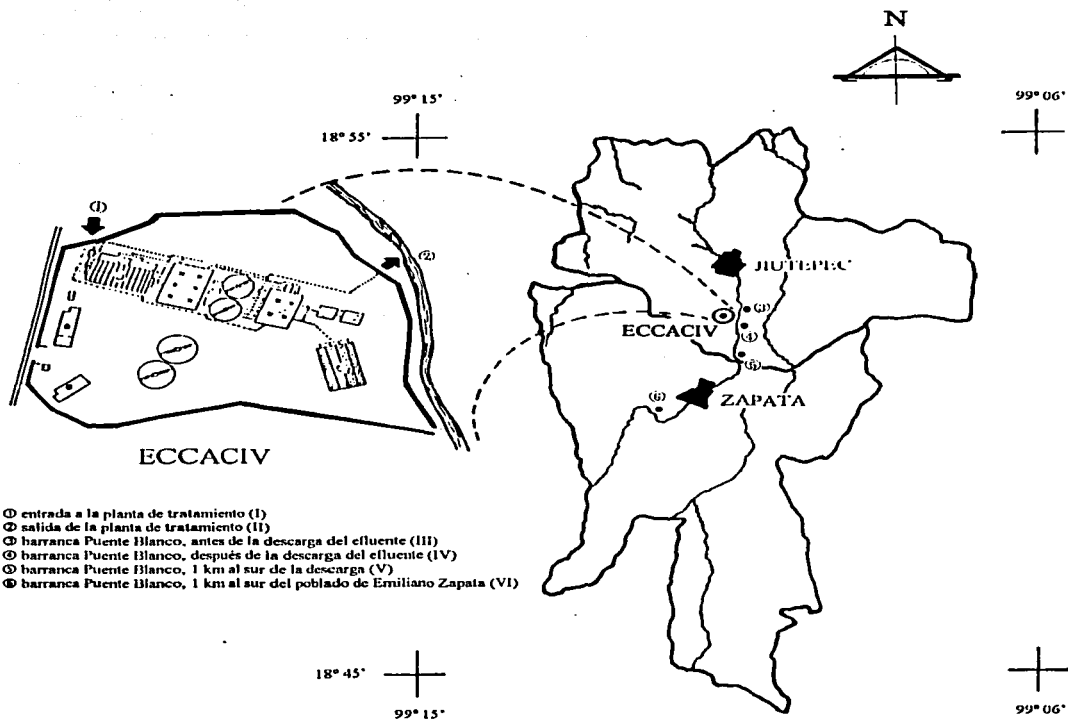 N
99° 15'
99° 06'
18° 55'
(1)
(2)
JIUTEPEC
(3)
ECCACIV
(4)
(5)
(6)
ZAPATA
ECCACIV
① entrada a la planta de tratamiento (I)
② salida de la planta de tratamiento (II)
③ barranca Puente Blanco, antes de la descarga del efluente (III)
④ barranca Puente Blanco, después de la descarga del efluente (IV)
⑤ barranca Puente Blanco, 1 km al sur de la descarga (V)
⑥ barranca Puente Blanco, 1 km al sur del poblado de Emiliano Zapata (VI)
18° 45'
99° 15'
99° 06'